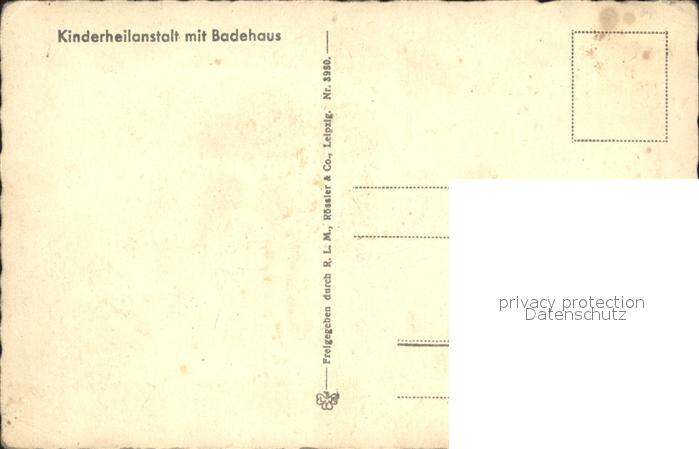 Kinderheilanstalt mit Badehaus
Freigegeben durch R. L. M., Rössler & Co., Leipzig. Nr. 3980.
privacy protection
Datenschutz